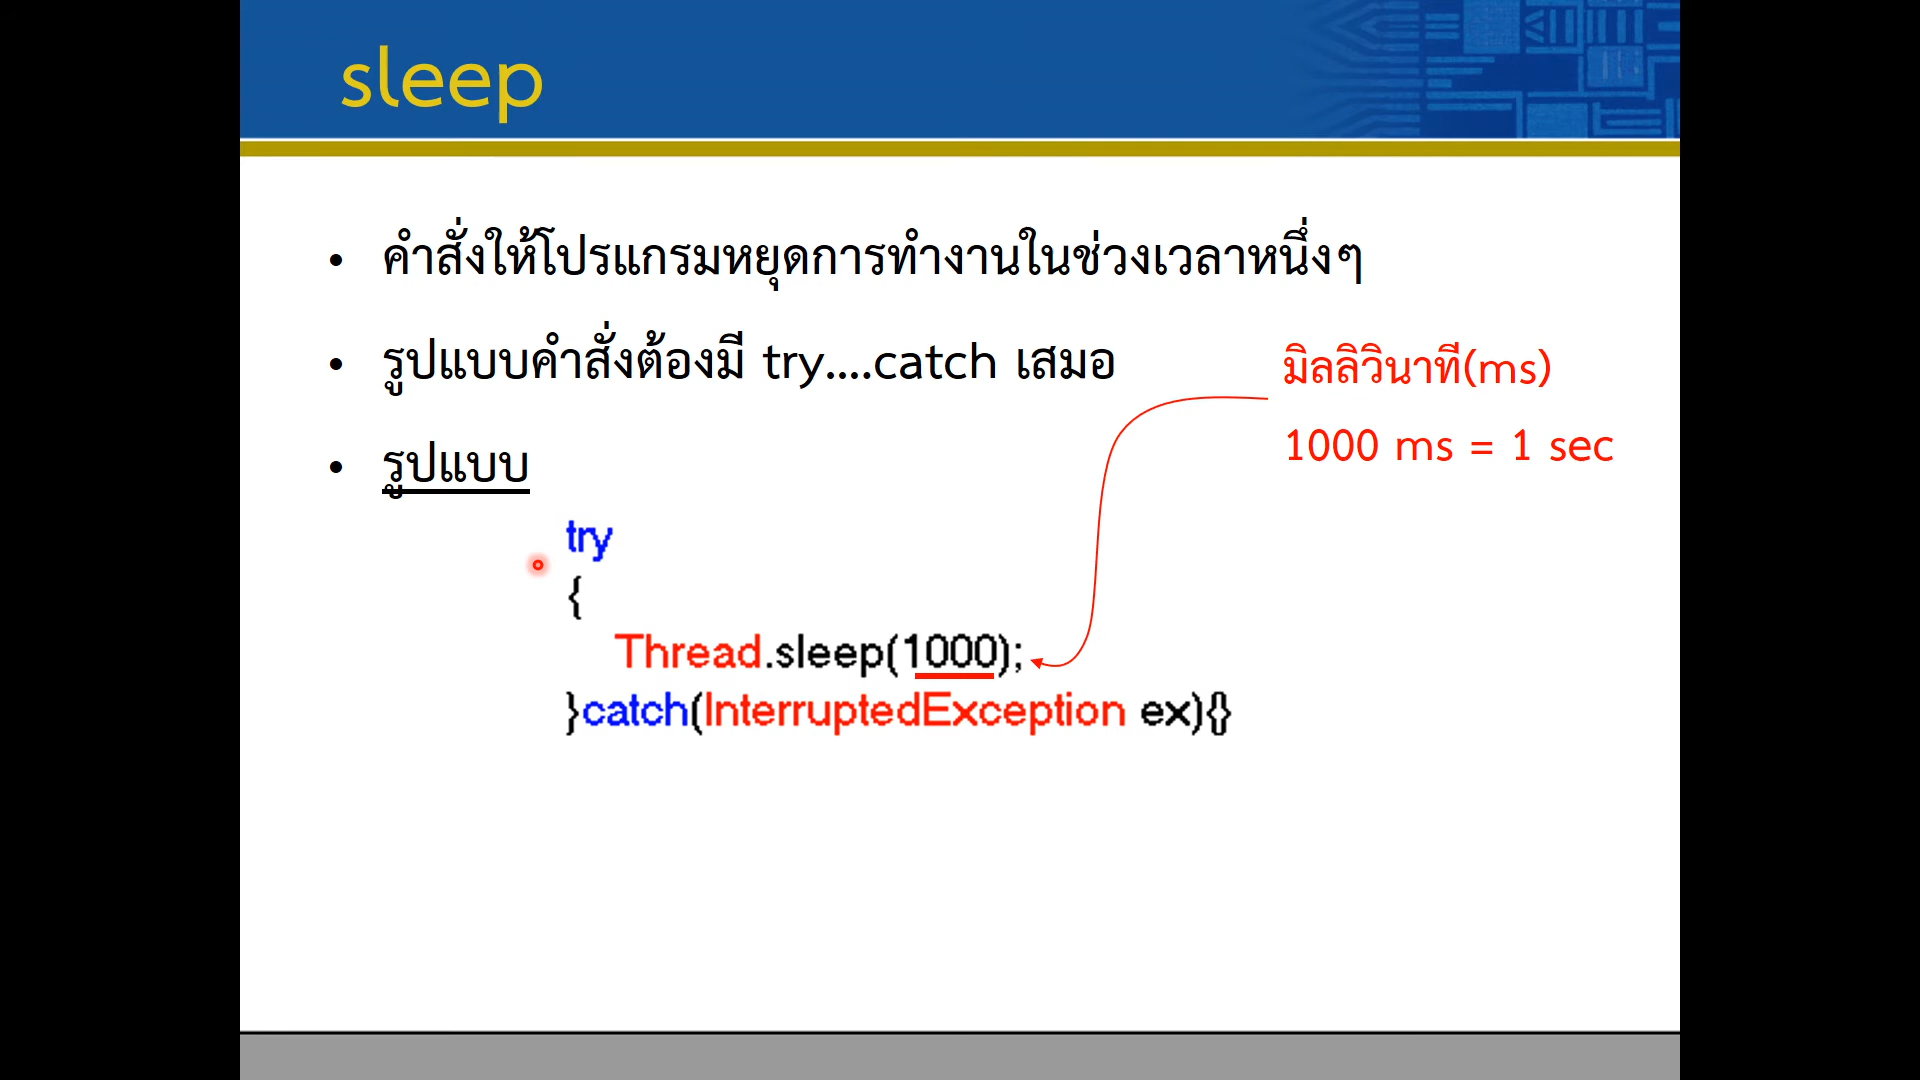 sleep
• คำสั่งให้โปรแกรมหยุดการทำงานในช่วงเวลาหนึ่งๆ
• รูปแบบคำสั่งต้องมี try....catch เสมอ
มิลลิวินาที(ms)
1000 ms = 1 sec
• รูปแบบ
try
{
Thread.sleep(1000);
}catch(InterruptedException ex){}